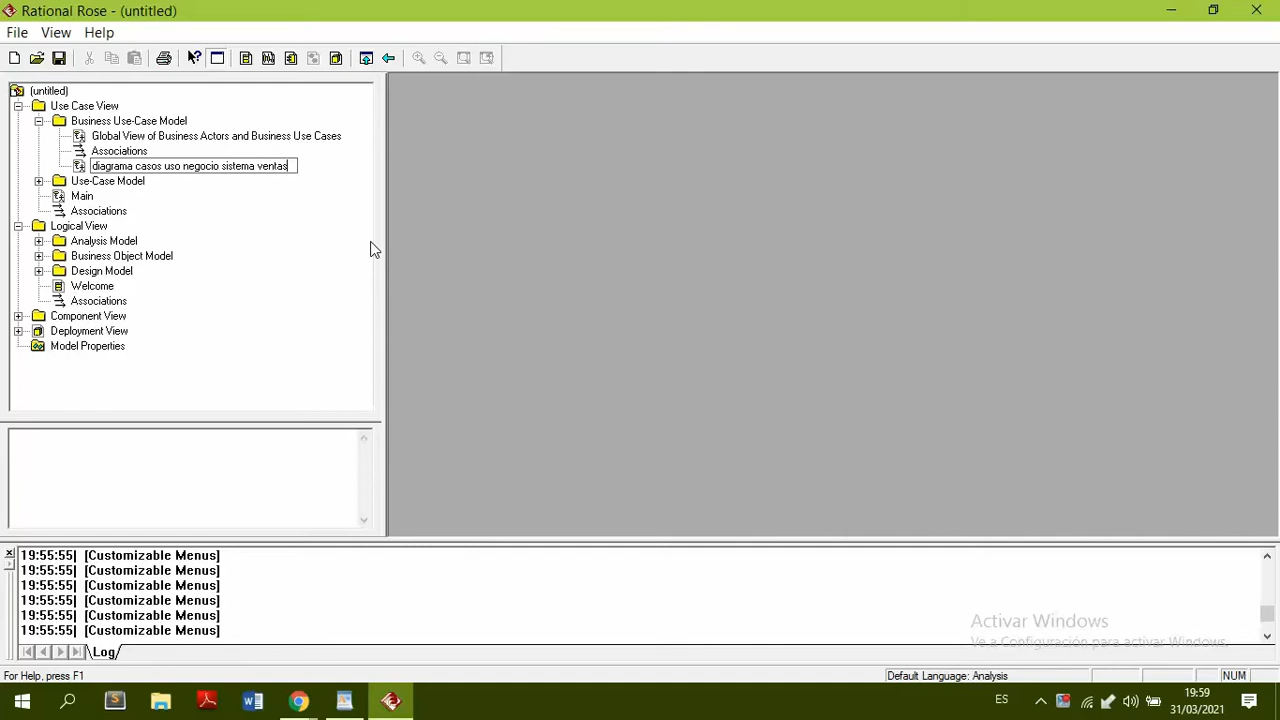 Rational Rose - (untitled)
File View Help
(untitled)
Use Case View
Business Use-Case Model
Global View of Business Actors and Business Use Cases
Associations
diagrama casos uso negocio sistema ventas
Use-Case Model
Main
Associations
Logical View
Analysis Model
Business Object Model
Design Model
Welcome
Associations
Component View
Deployment View
Model Properties
19:55:55| [Customizable Menus]
19:55:55| [Customizable Menus]
19:55:55| [Customizable Menus]
19:55:55| [Customizable Menus]
19:55:55| [Customizable Menus]
19:55:55| [Customizable Menus]
Activar Windows
Ve a Configuración para activar Windows.
Log
For Help, press F1
Default Language: Analysis
NUM
ES
19:59
31/03/2021